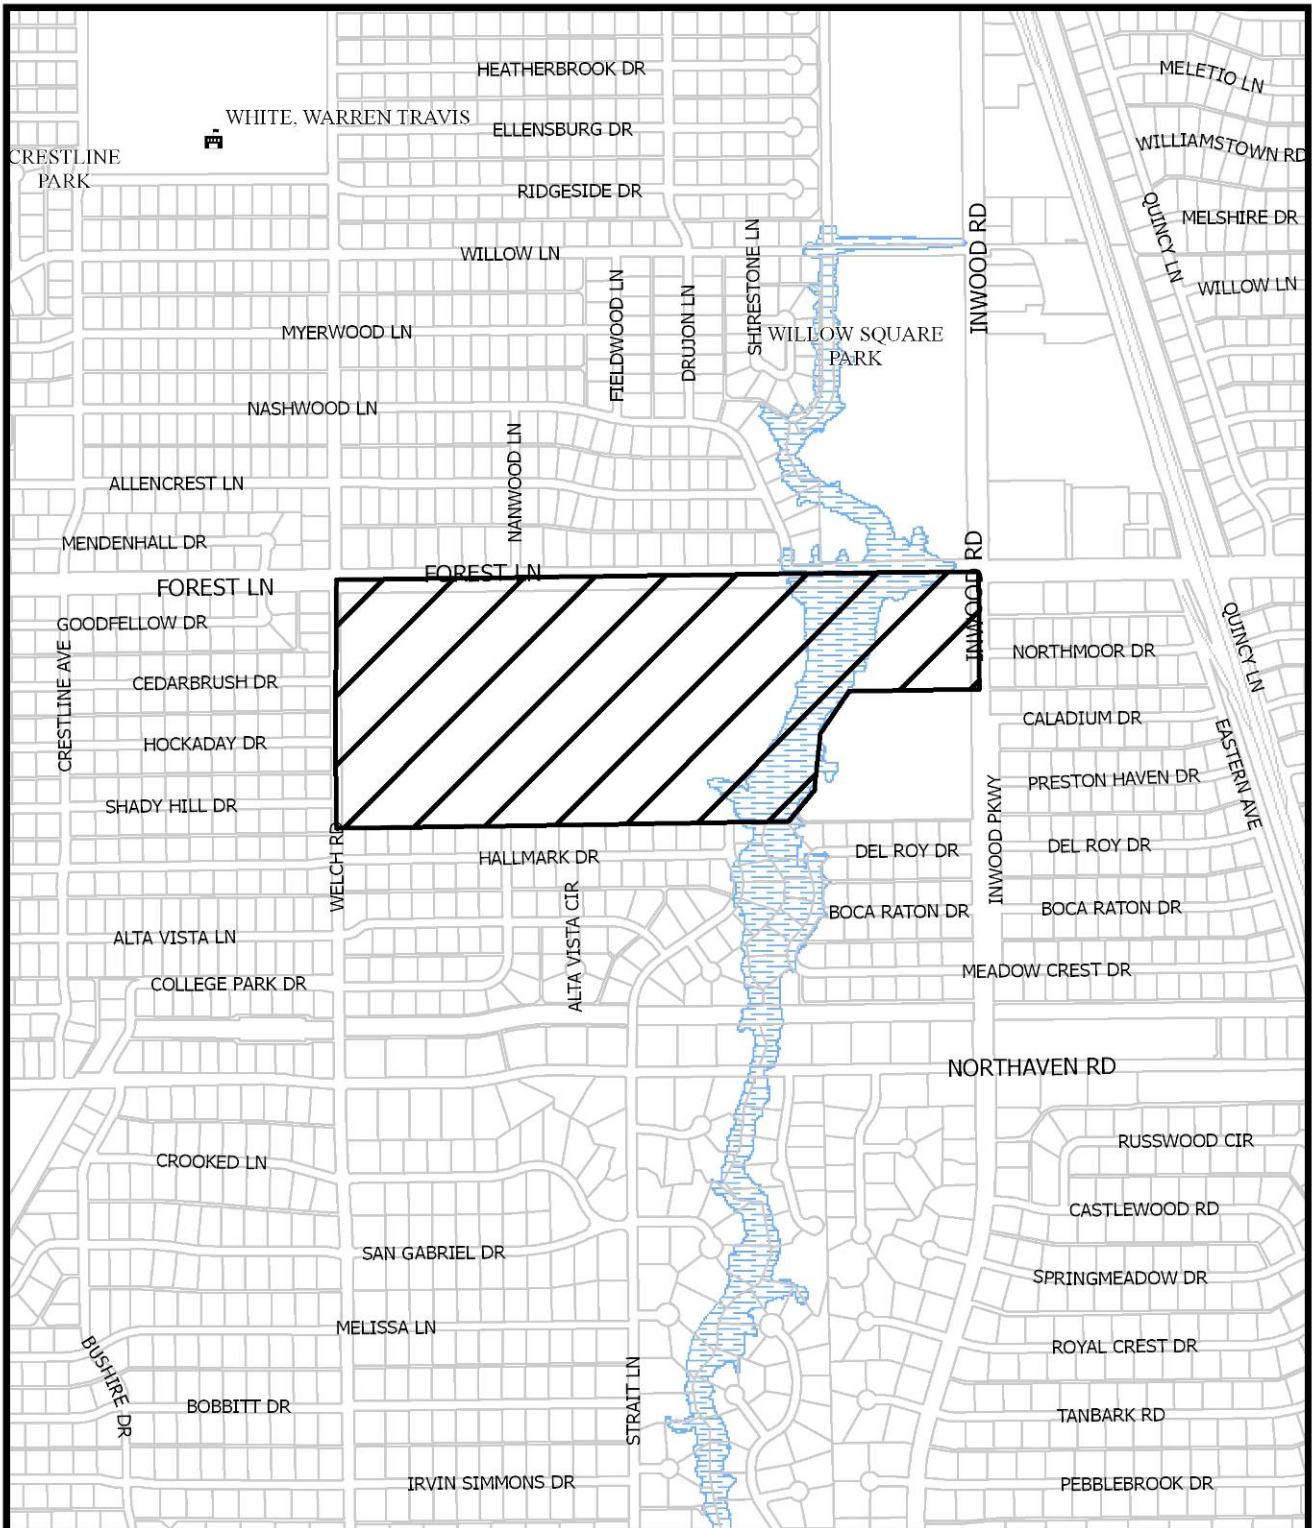 HEATHERBROOK DR
MELETIO LN
WHITE, WARREN TRAVIS
ELLENSBURG DR
WILLIAMSTOWN RD
CRESTLINE
PARK
RIDGESIDE DR
QUINCY LN
MELSHIRE DR
WILLOW LN
SHIRESTONE LN
INWOOD RD
WILLOW LN
FIELDWOOD LN
DRUJON LN
MYERWOOD LN
WILLOW SQUARE
PARK
NASHWOOD LN
NANWOOD LN
ALLENCREST LN
MENDENHALL DR
FOREST LN
FOREST LN
INWOOD RD
GOODFELLOW DR
QUINCY LN
CRESTLINE AVE
NORTHMOOR DR
CEDARBRUSH DR
CALADIUM DR
HOCKADAY DR
EASTERN AVE
PRESTON HAVEN DR
SHADY HILL DR
INWOOD PKWY
WELCH RD
HALLMARK DR
DEL ROY DR
DEL ROY DR
ALTA VISTA CIR
BOCA RATON DR
BOCA RATON DR
ALTA VISTA LN
MEADOW CREST DR
COLLEGE PARK DR
NORTHAVEN RD
RUSSWOOD CIR
CROOKED LN
CASTLEWOOD RD
SAN GABRIEL DR
SPRINGMEADOW DR
MELISSA LN
ROYAL CREST DR
BUSHIRE DR
STRAIT LN
BOBBITT DR
TANBARK RD
IRVIN SIMMONS DR
PEBBLEBROOK DR